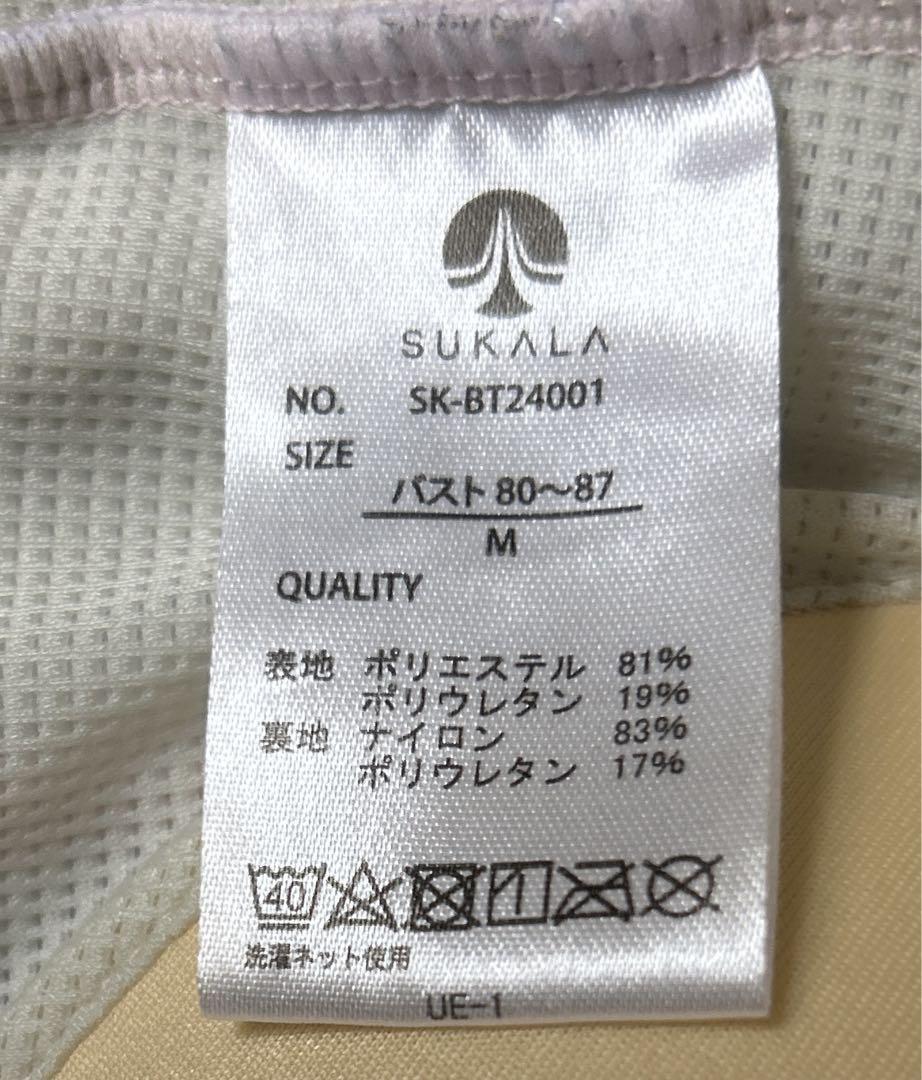 SUKALA
NO. SK-BT24001
SIZE
バスト 80～87
M
QUALITY
表地 ポリエステル 81%
ポリウレタン 19%
裏地 ナイロン 83%
ポリウレタン 17%
40
洗濯ネット使用
UE-1